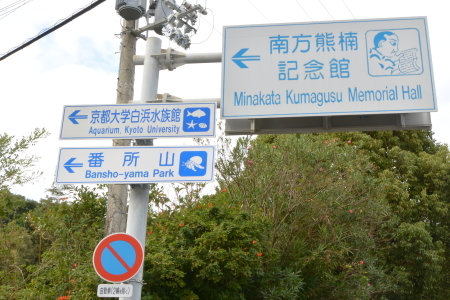 南方熊楠
記念館
Minakata Kumagusu Memorial Hall
京都大学白浜水族館
Aquarium, Kyoto University
番所山
Bansho-yama Park